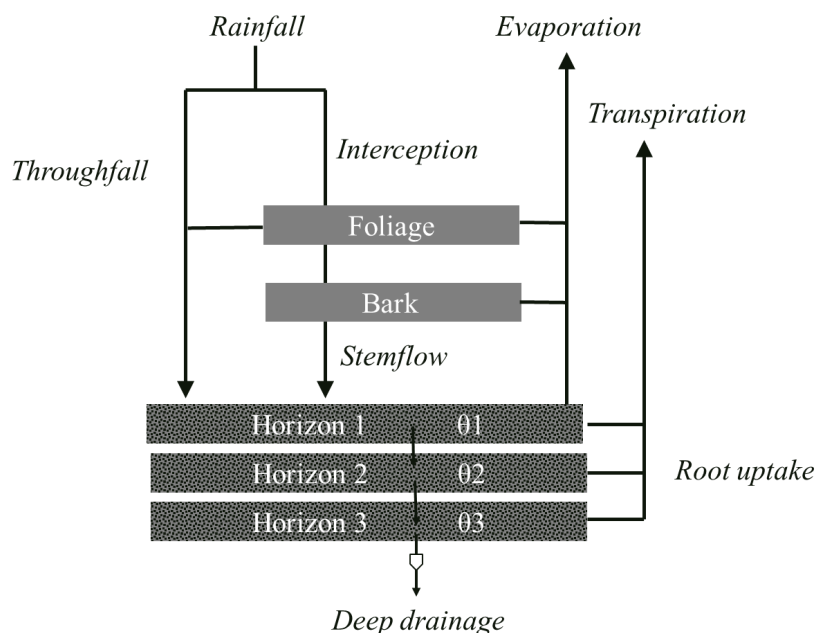 Rainfall
Evaporation
Transpiration
Throughfall
Interception
Foliage
Bark
Stemflow
Horizon 1 θ1
Horizon 2 θ2
Root uptake
Horizon 3 θ3
Deep drainage